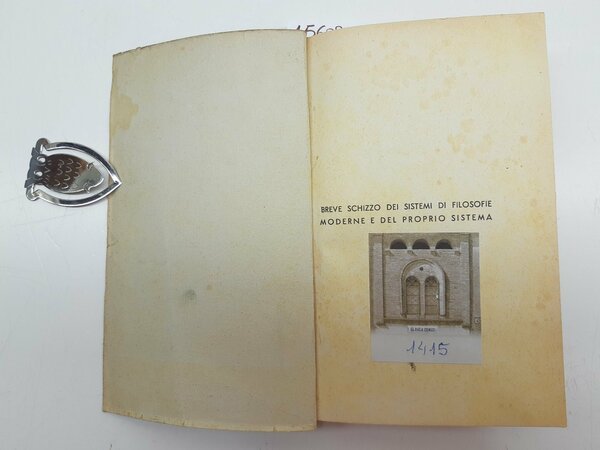 BREVE SCHIZZO DEI SISTEMI DI FILOSOFIE
MODERNE E DEL PROPRIO SISTEMA
1415